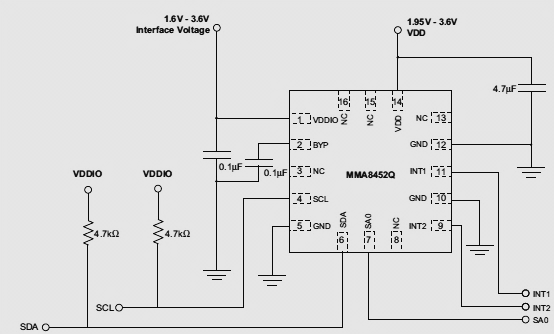 1.6V - 3.6V
Interface Voltage
1.95V - 3.6V
VDD
4.7µF
16
NC
15
NC
14
VDD
1
VDDIO
NC
13
2
BYP
GND
12
0.1µF
0.1µF
3
NC
MMA8452Q
INT1
11
VDDIO
VDDIO
4
SCL
GND
10
4.7kΩ
4.7kΩ
5
GND
SDA
6
SA0
7
NC
8
INT2
9
INT1
SCL
INT2
SDA
SA0